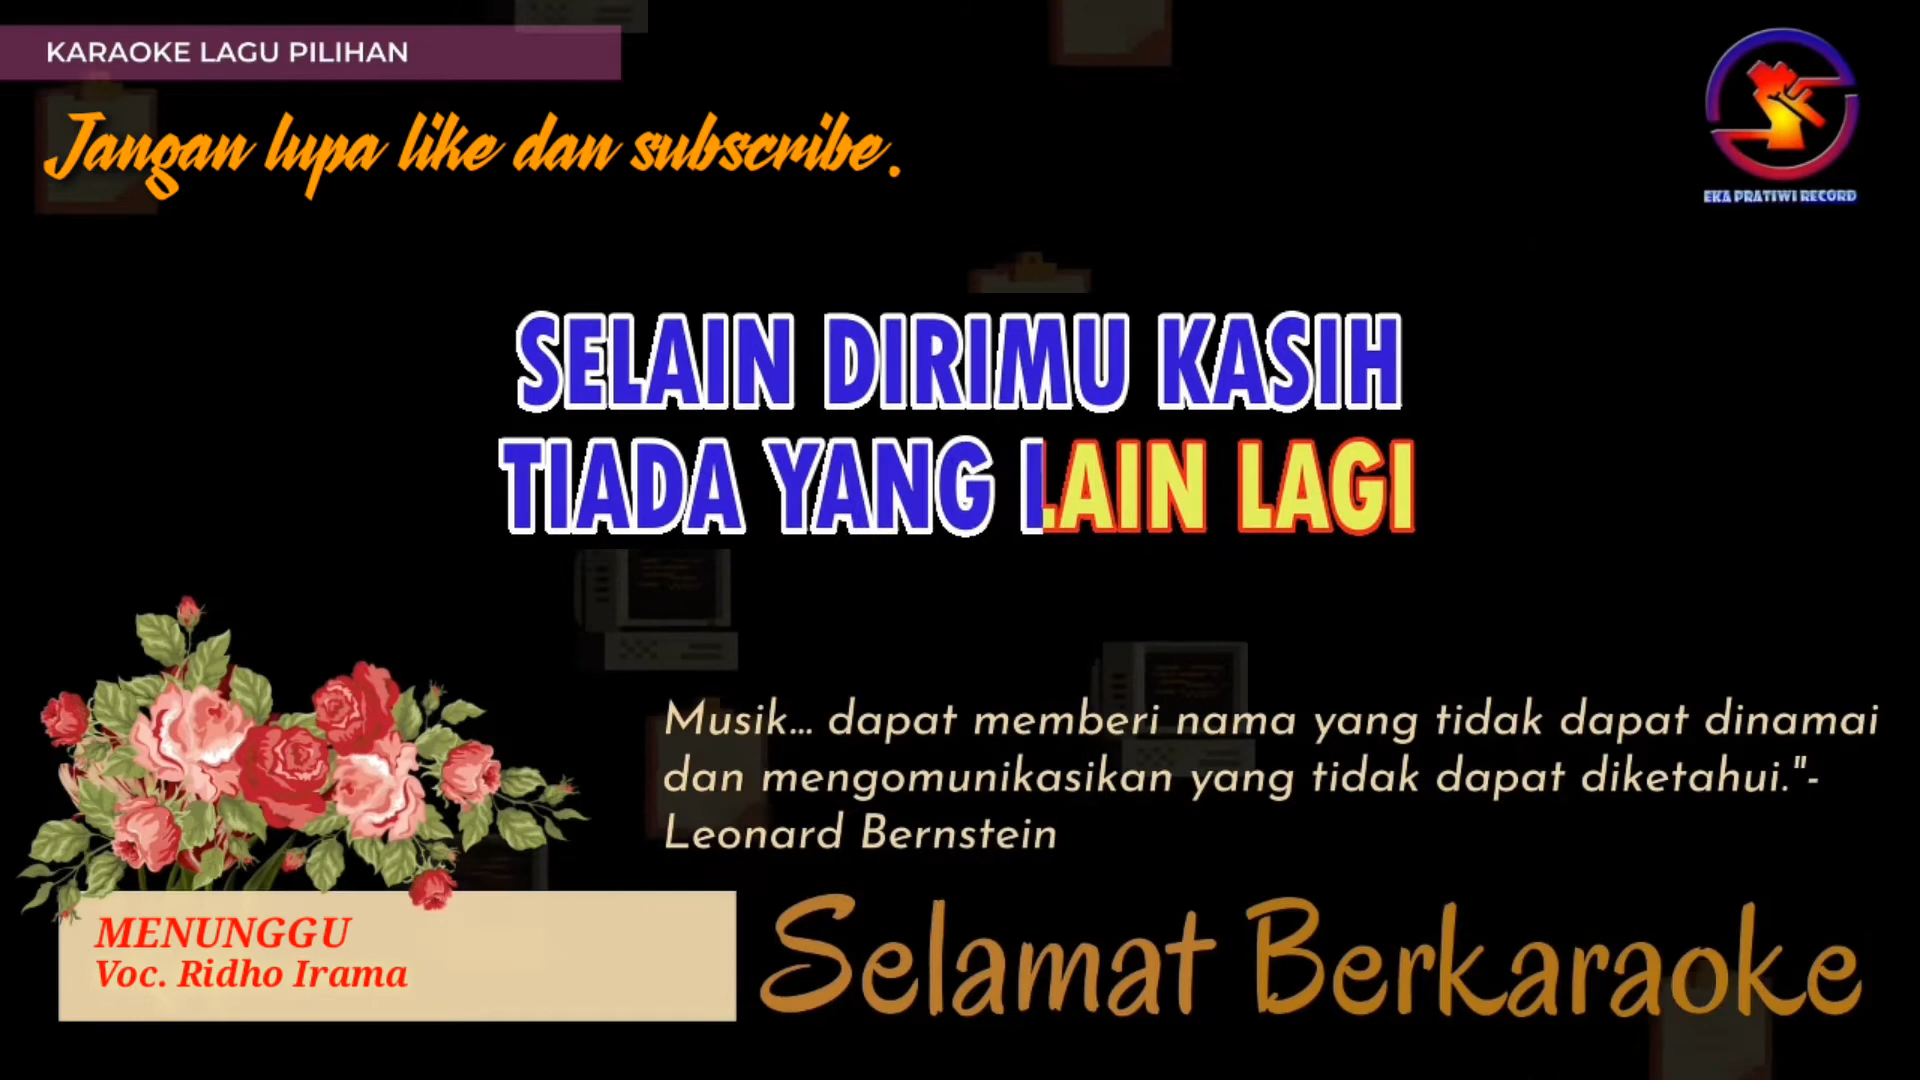 KARAOKE LAGU PILIHAN
Jangan lupa like dan subscribe.
EKA PRATIWI RECORD
SELAIN DIRIMU KASIH
TIADA YANG LAIN LAGI
Musik... dapat memberi nama yang tidak dapat dinamai
dan mengomunikasikan yang tidak dapat diketahui."-
Leonard Bernstein
MENUNGGU
Voc. Ridho Irama
Selamat Berkaraoke